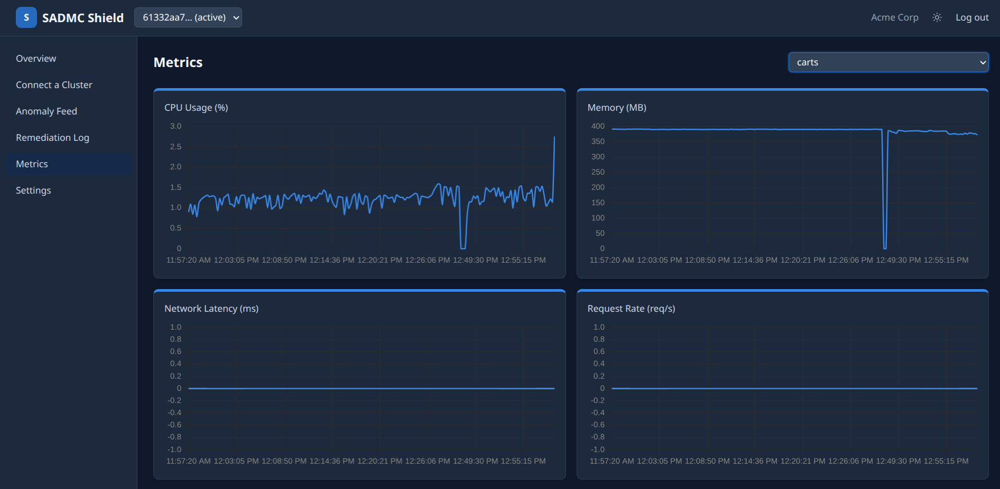 S SADMC Shield 61332aa7... (active) Acme Corp Log out
Overview
Connect a Cluster
Anomaly Feed
Remediation Log
Metrics
Settings
Metrics carts
CPU Usage (%)
3.0
2.5
2.0
1.5
1.0
0.5
0
11:57:20 AM 12:03:05 PM 12:08:50 PM 12:14:36 PM 12:20:21 PM 12:26:06 PM 12:49:30 PM 12:55:15 PM
Memory (MB)
400
350
300
250
200
150
100
50
0
11:57:20 AM 12:03:05 PM 12:08:50 PM 12:14:36 PM 12:20:21 PM 12:26:06 PM 12:49:30 PM 12:55:15 PM
Network Latency (ms)
1.0
0.8
0.6
0.4
0.2
0
-0.2
-0.4
-0.6
-0.8
-1.0
11:57:20 AM 12:03:05 PM 12:08:50 PM 12:14:36 PM 12:20:21 PM 12:26:06 PM 12:49:30 PM 12:55:15 PM
Request Rate (req/s)
1.0
0.8
0.6
0.4
0.2
0
-0.2
-0.4
-0.6
-0.8
-1.0
11:57:20 AM 12:03:05 PM 12:08:50 PM 12:14:36 PM 12:20:21 PM 12:26:06 PM 12:49:30 PM 12:55:15 PM